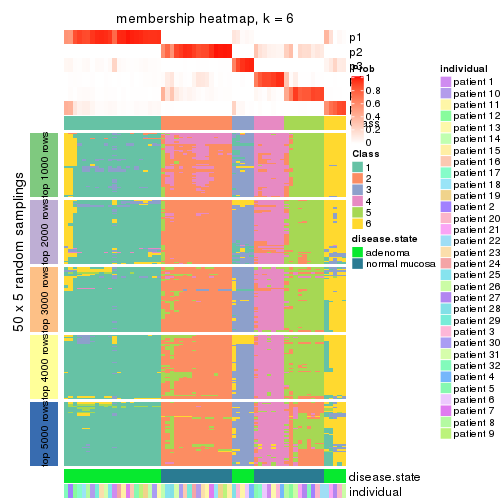 membership heatmap, k = 6
p1
p2
Prob
1
0.8
0.6
0.4
0.2
0
Class
1
2
3
4
5
6
disease.state
adenoma
normal mucosa
individual
patient 1
patient 10
patient 11
patient 12
patient 13
patient 14
patient 15
patient 16
patient 17
patient 18
patient 19
patient 2
patient 20
patient 21
patient 22
patient 23
patient 24
patient 25
patient 26
patient 27
patient 28
patient 29
patient 3
patient 30
patient 31
patient 32
patient 4
patient 5
patient 6
patient 7
patient 8
patient 9
50 x 5 random samplings
top 1000 rows
top 2000 rows
top 3000 rows
top 4000 rows
top 5000 rows
disease.state
individual